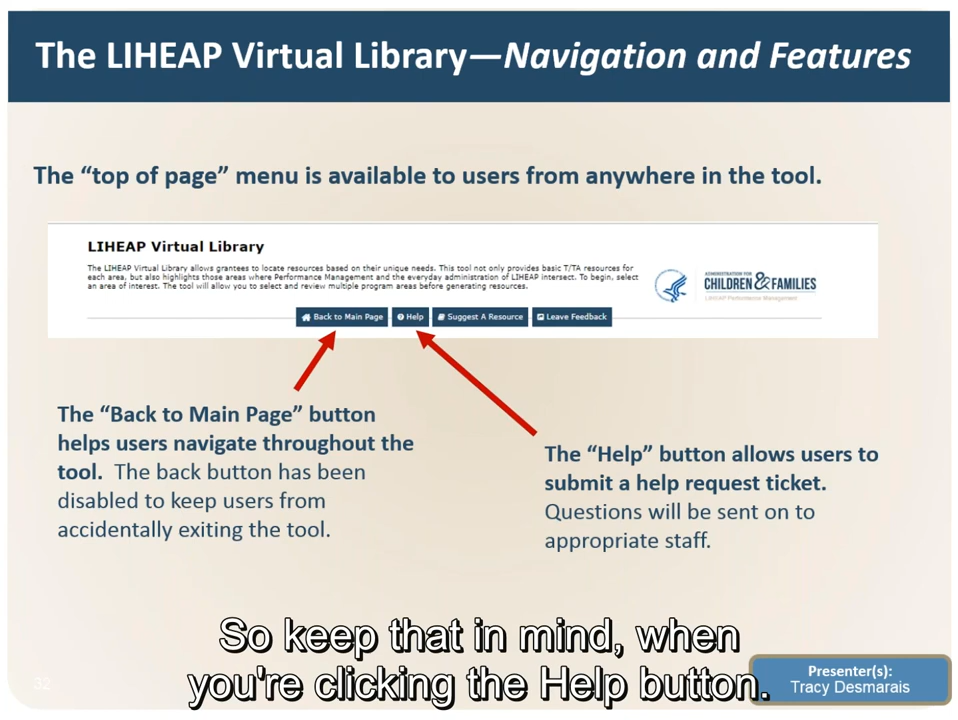 The LIHEAP Virtual Library—Navigation and Features
The “top of page” menu is available to users from anywhere in the tool.
LIHEAP Virtual Library
The LIHEAP Virtual Library allows grantees to locate resources based on their unique needs. This tool not only provides basic T/TA resources for
each area, but also highlights those areas where Performance Management and the everyday administration of LIHEAP intersect. To begin, select
an area of interest. The tool will allow you to select and review multiple program areas before generating resources.
ADMINISTRATION FOR
CHILDREN & FAMILIES
LIHEAP Performance Management
Back to Main Page Help Suggest A Resource Leave Feedback
The “Back to Main Page” button
helps users navigate throughout the
tool. The back button has been
disabled to keep users from
accidentally exiting the tool.
The “Help” button allows users to
submit a help request ticket.
Questions will be sent on to
appropriate staff.
So keep that in mind, when
you're clicking the Help button.
32
Presenter(s):
Tracy Desmarais